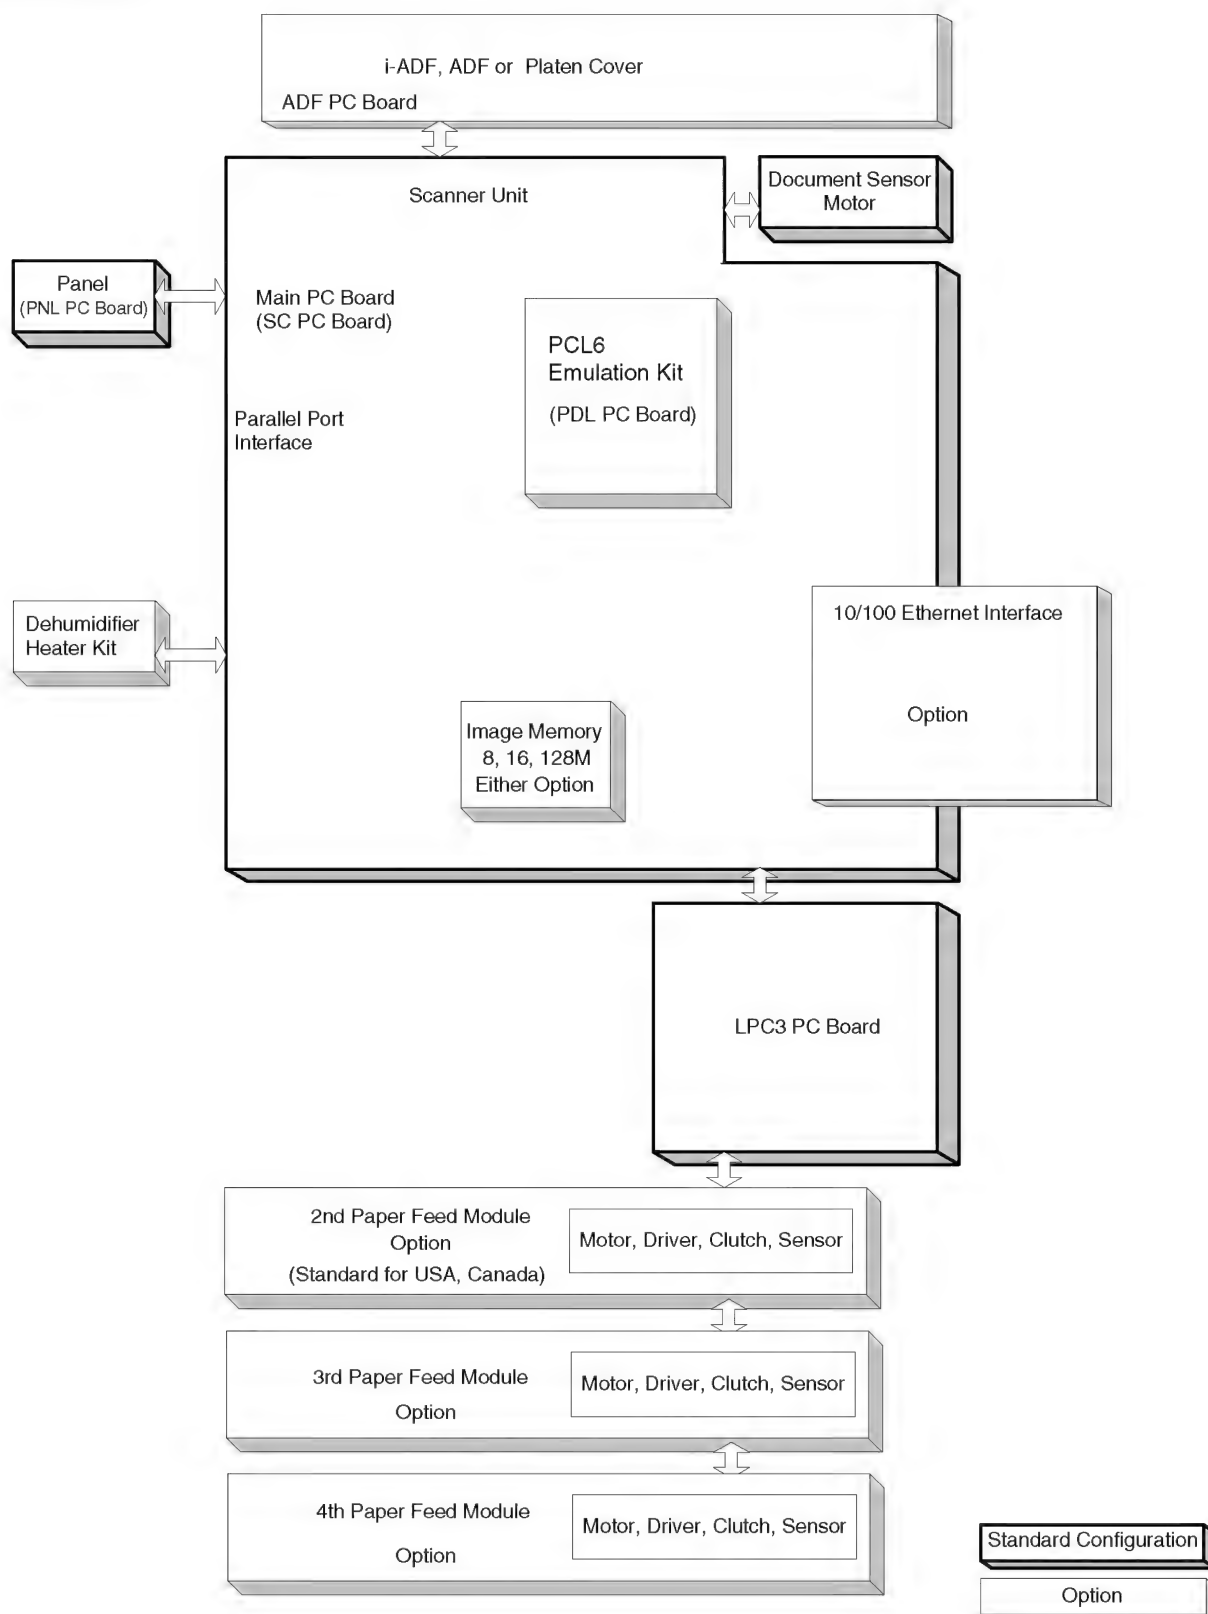 i-ADF, ADF or Platen Cover
ADF PC Board
Scanner Unit
Document Sensor
Motor
Panel
(PNL PC Board)
Main PC Board
(SC PC Board)
PCL6
Emulation Kit
(PDL PC Board)
Parallel Port
Interface
Dehumidifier
Heater Kit
10/100 Ethernet Interface
Option
Image Memory
8, 16, 128M
Either Option
LPC3 PC Board
2nd Paper Feed Module
Option
(Standard for USA, Canada)
Motor, Driver, Clutch, Sensor
3rd Paper Feed Module
Option
Motor, Driver, Clutch, Sensor
4th Paper Feed Module
Option
Motor, Driver, Clutch, Sensor
Standard Configuration
Option